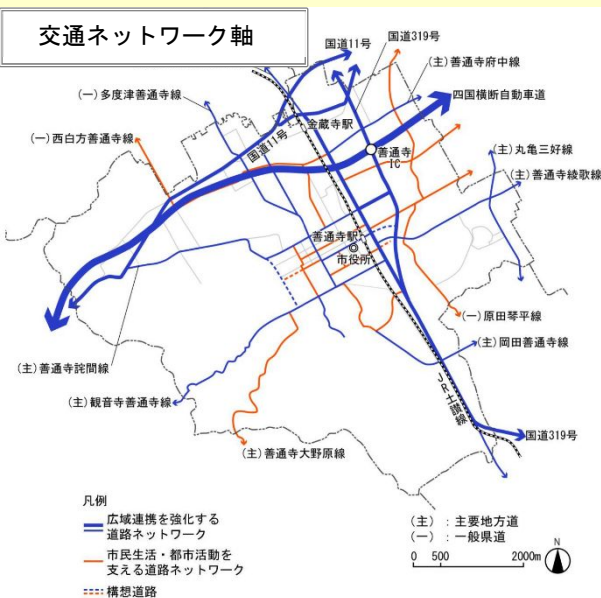 交通ネットワーク軸
国道11号
国道319号
(主)善通寺府中線
四国横断自動車道
(一)多度津善通寺線
金蔵寺駅
国道11号
(一)西白方善通寺線
善通寺
IC
(主)丸亀三好線
(主)善通寺綾歌線
善通寺駅
市役所
(一)原田琴平線
(主)岡田善通寺線
(主)善通寺詫間線
JR土讃線
(主)観音寺善通寺線
国道319号
(主)善通寺大野原線
凡例
広域連携を強化する
道路ネットワーク
市民生活・都市活動を
支える道路ネットワーク
構想道路
(主)：主要地方道
(一)：一般県道
0 500 2000m
N